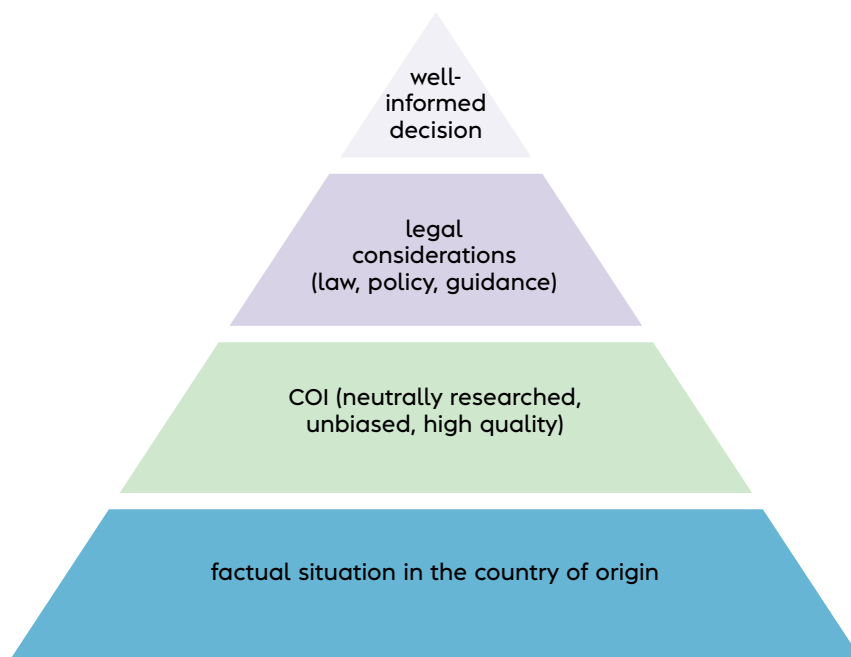 well-
informed
decision
legal
considerations
(law, policy, guidance)
COI (neutrally researched,
unbiased, high quality)
factual situation in the country of origin